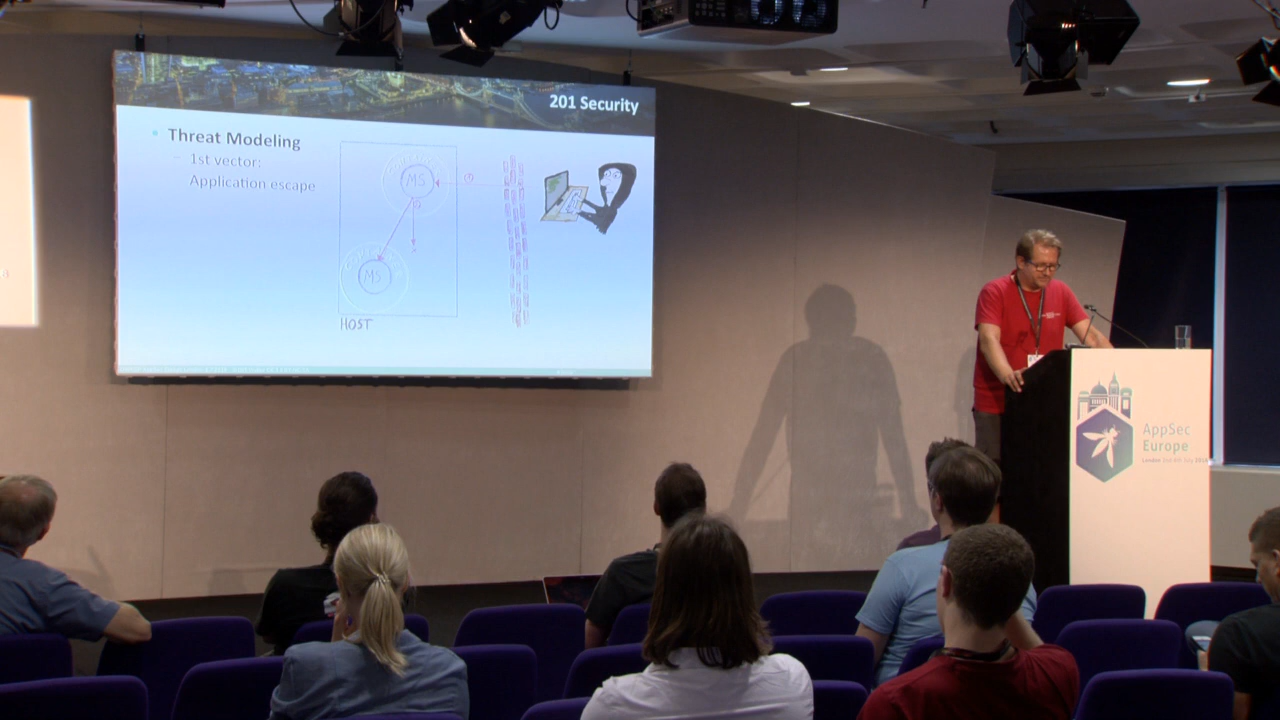 201 Security
Threat Modeling
1st vector:
Application escape
MS
MS
HOST
AppSec
Europe